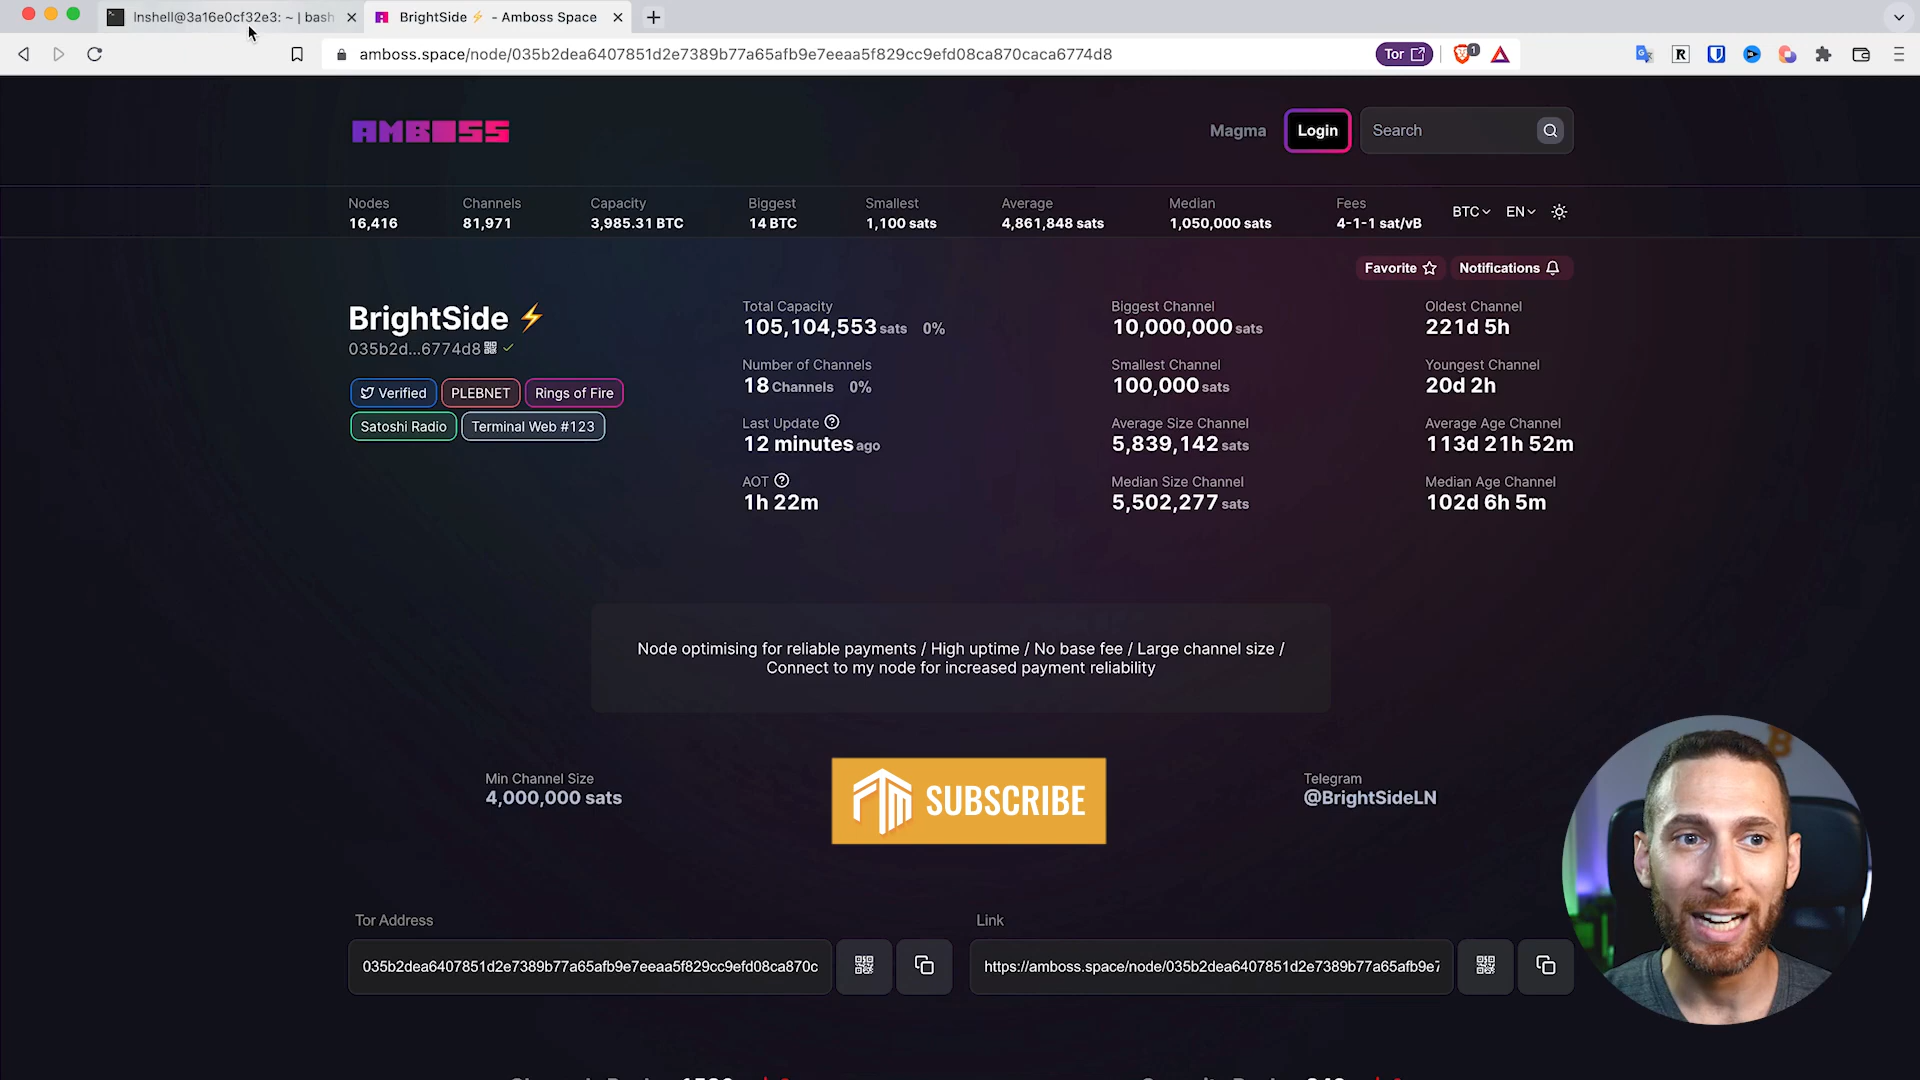 lnshell@3a16e0cf32e3: ~ | bash
BrightSide ⚡ - Amboss Space
amboss.space/node/035b2dea6407851d2e7389b77a65afb9e7eeaa5f829cc9efd08ca870caca6774d8
Tor
1
AMBOSS
Magma
Login
Search
Nodes
16,416
Channels
81,971
Capacity
3,985.31 BTC
Biggest
14 BTC
Smallest
1,100 sats
Average
4,861,848 sats
Median
1,050,000 sats
Fees
4-1-1 sat/vB
BTC
EN
Favorite
Notifications
BrightSide ⚡
035b2d...6774d8
Verified
PLEBNET
Rings of Fire
Satoshi Radio
Terminal Web #123
Total Capacity
105,104,553 sats 0%
Number of Channels
18 Channels 0%
Last Update
12 minutes ago
AOT
1h 22m
Biggest Channel
10,000,000 sats
Smallest Channel
100,000 sats
Average Size Channel
5,839,142 sats
Median Size Channel
5,502,277 sats
Oldest Channel
221d 5h
Youngest Channel
20d 2h
Average Age Channel
113d 21h 52m
Median Age Channel
102d 6h 5m
Node optimising for reliable payments / High uptime / No base fee / Large channel size /
Connect to my node for increased payment reliability
Min Channel Size
4,000,000 sats
SUBSCRIBE
Telegram
@BrightSideLN
Tor Address
035b2dea6407851d2e7389b77a65afb9e7eeaa5f829cc9efd08ca870c
Link
https://amboss.space/node/035b2dea6407851d2e7389b77a65afb9e7